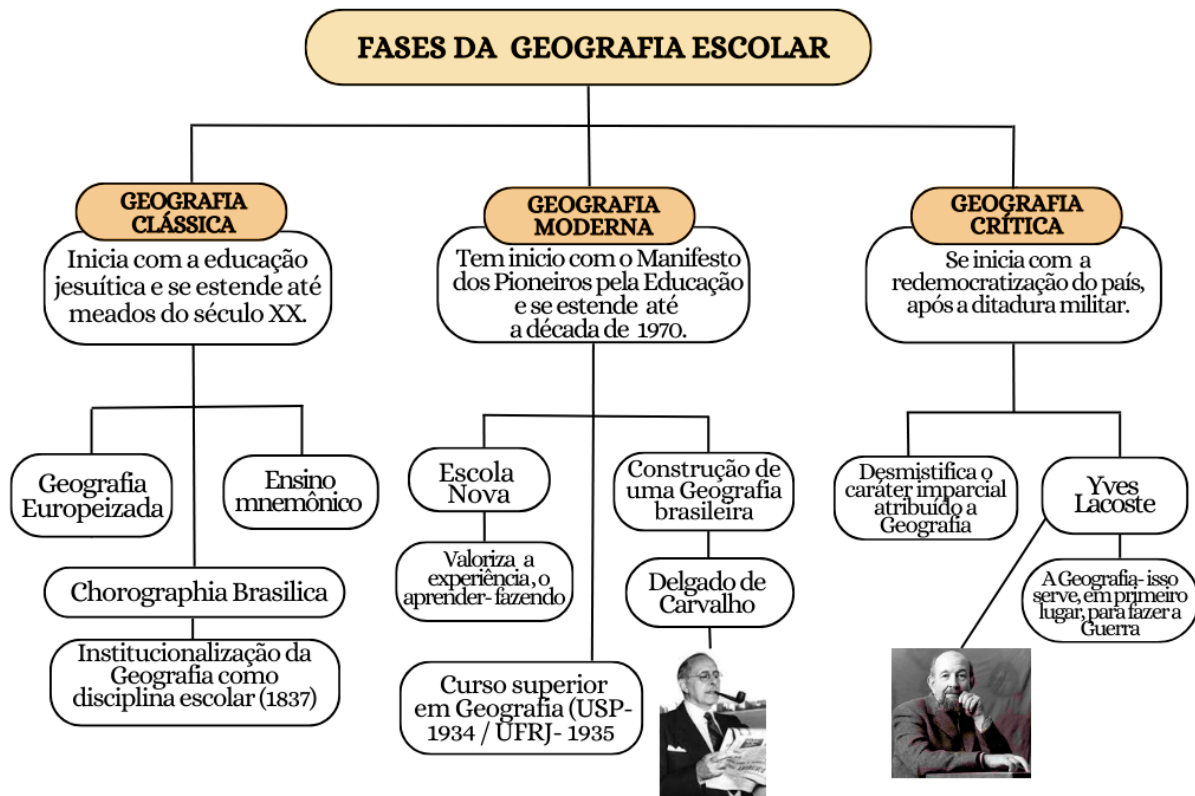 FASES DA GEOGRAFIA ESCOLAR
GEOGRAFIA
CLÁSSICA
Inicia com a educação
jesuítica e se estende até
meados do século XX.
Geografia
Europeizada
Ensino
mnemônico
Chorographia Brasilica
Institucionalização da
Geografia como
disciplina escolar (1837)
GEOGRAFIA
MODERNA
Tem inicio com o Manifesto
dos Pioneiros pela Educação
e se estende até
a década de 1970.
Escola
Nova
Valoriza a
experiência, o
aprender- fazendo
Construção de
uma Geografia
brasileira
Delgado de
Carvalho
Curso superior
em Geografia (USP-
1934 / UFRJ- 1935
GEOGRAFIA
CRÍTICA
Se inicia com a
redemocratização do país,
após a ditadura militar.
Desmistifica o
caráter imparcial
atribuído a
Geografia
Yves
Lacoste
A Geografia- isso
serve, em primeiro
lugar, para fazer a
Guerra